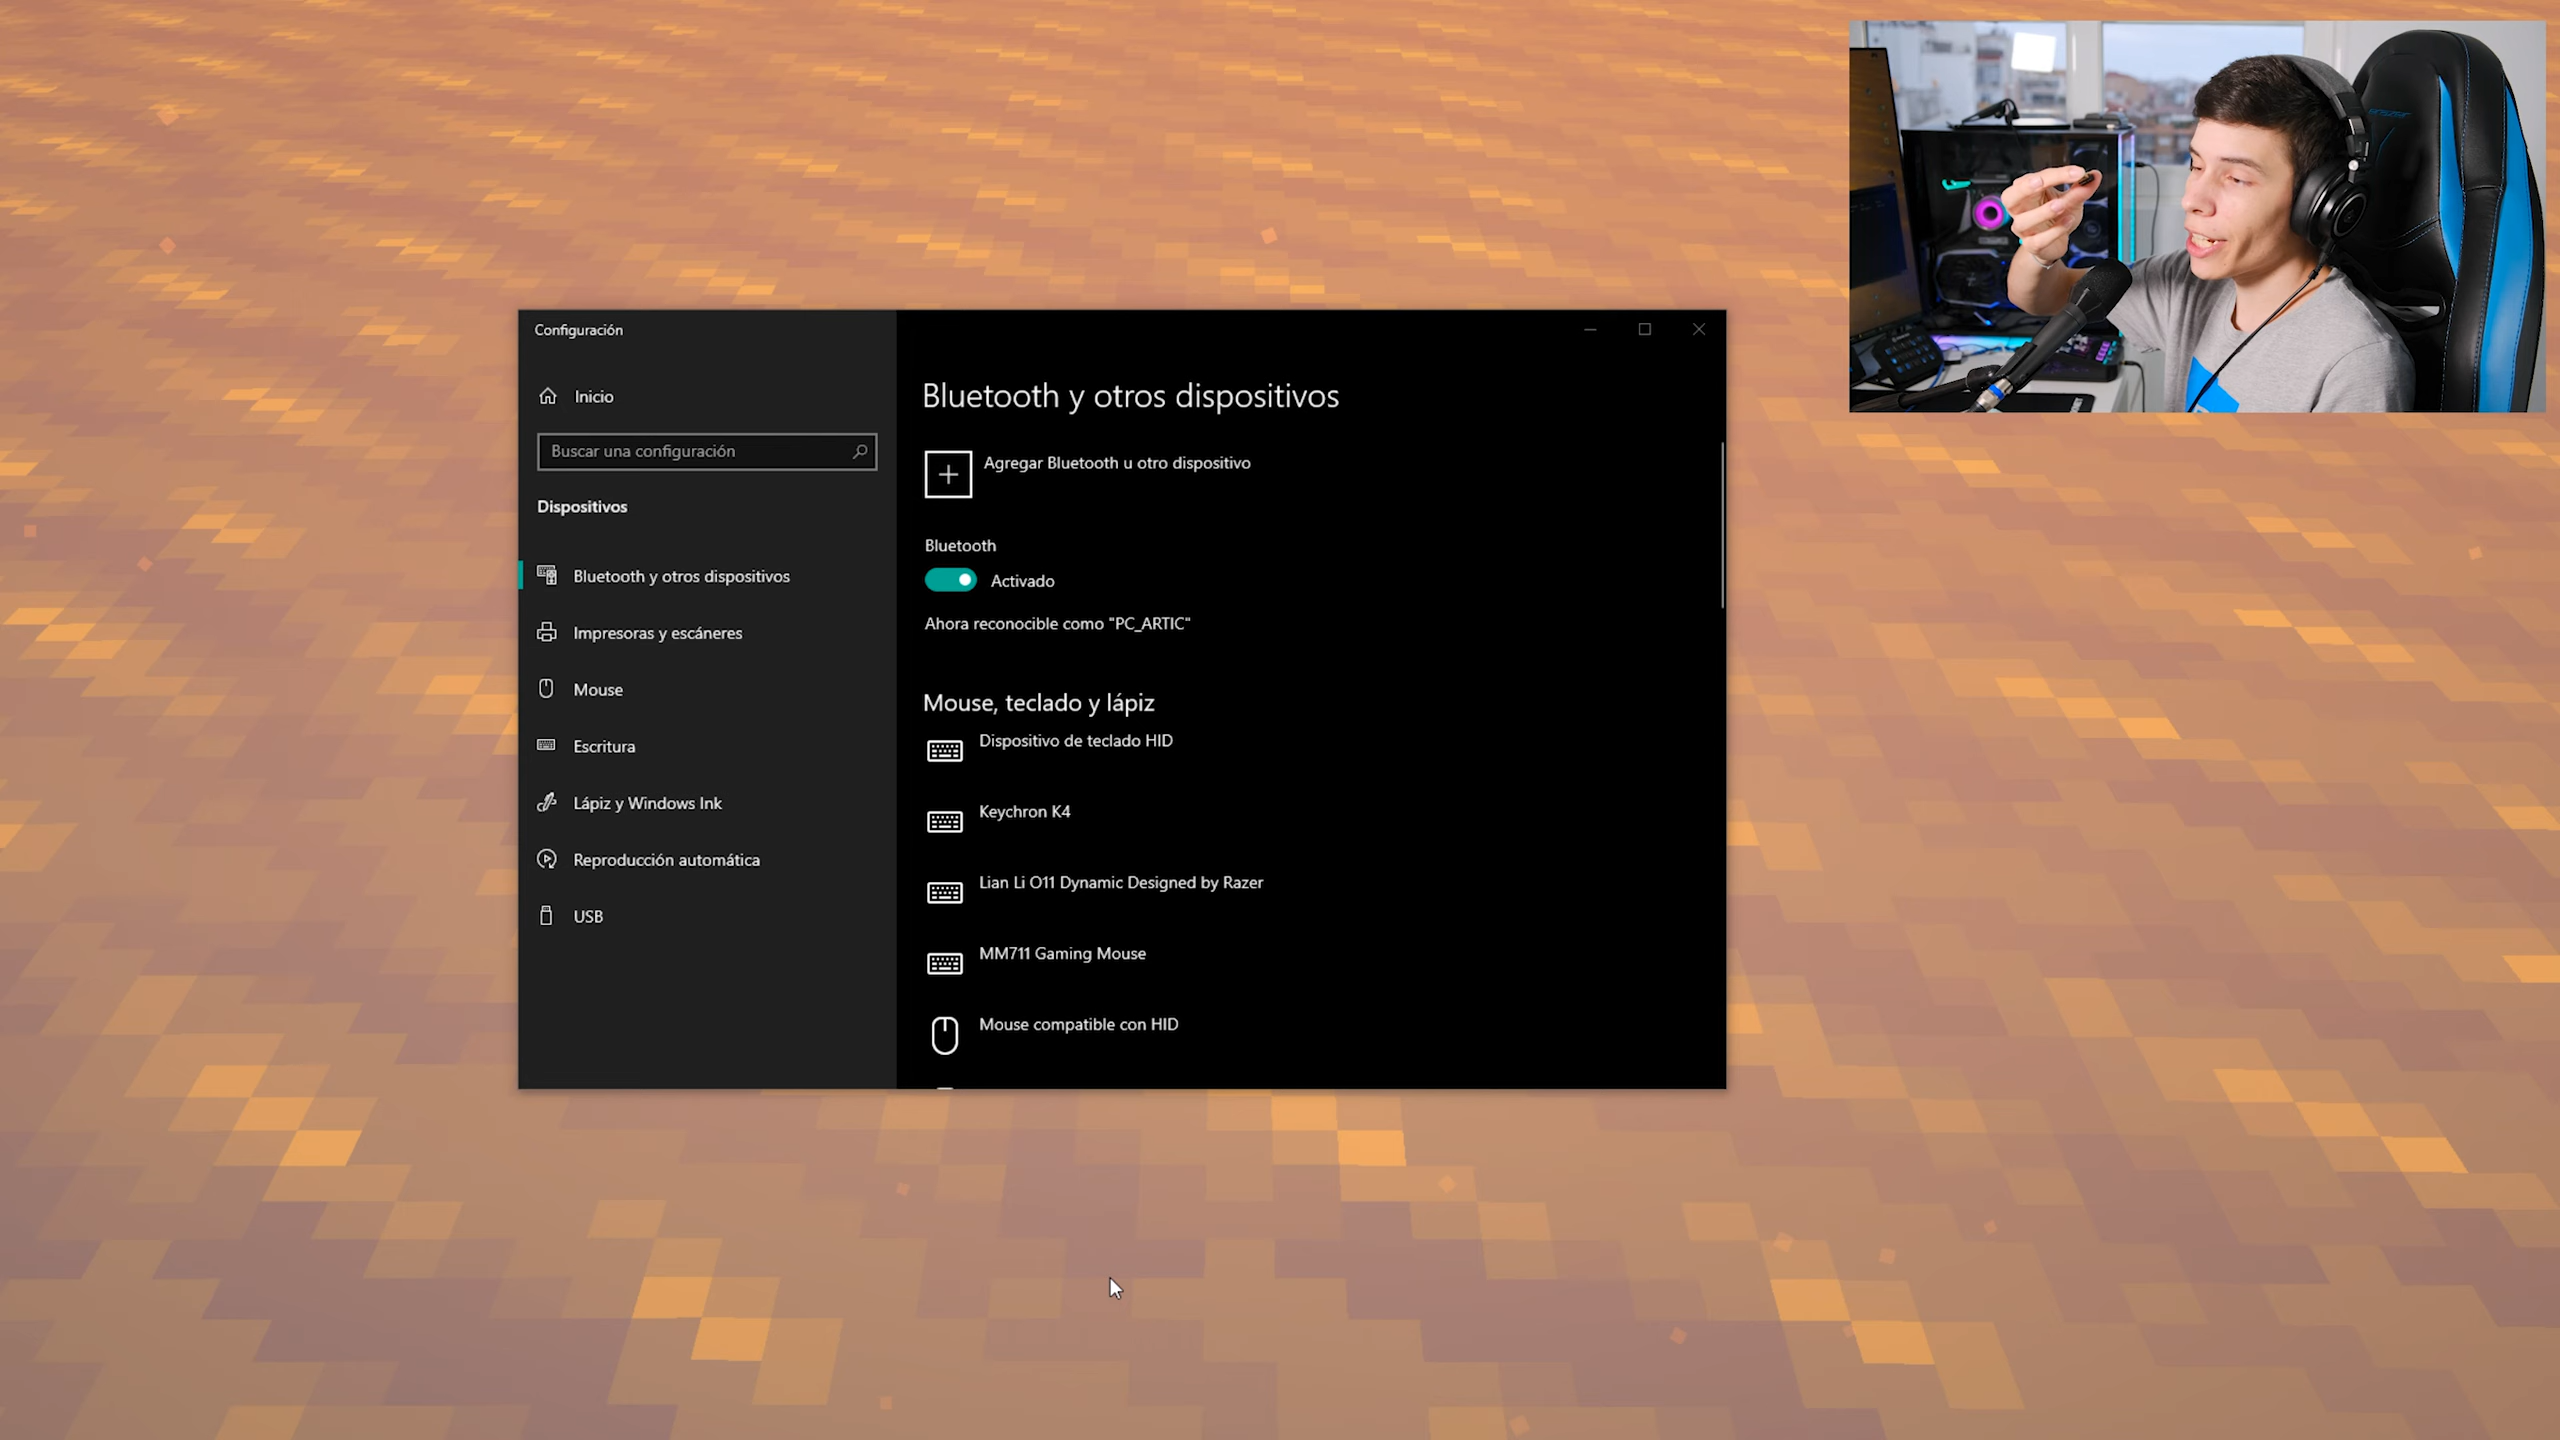 Configuración
Inicio
Buscar una configuración
Dispositivos
Bluetooth y otros dispositivos
Impresoras y escáneres
Mouse
Escritura
Lápiz y Windows Ink
Reproducción automática
USB
Bluetooth y otros dispositivos
Agregar Bluetooth u otro dispositivo
Bluetooth
Activado
Ahora reconocible como "PC_ARTIC"
Mouse, teclado y lápiz
Dispositivo de teclado HID
Keychron K4
Lian Li O11 Dynamic Designed by Razer
MM711 Gaming Mouse
Mouse compatible con HID